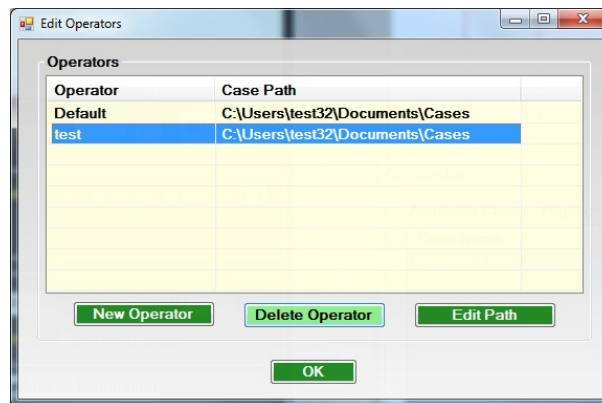 Edit Operators
Operators
Operator Case Path
Default C:\Users\test32\Documents\Cases
test C:\Users\test32\Documents\Cases
New Operator Delete Operator Edit Path
OK